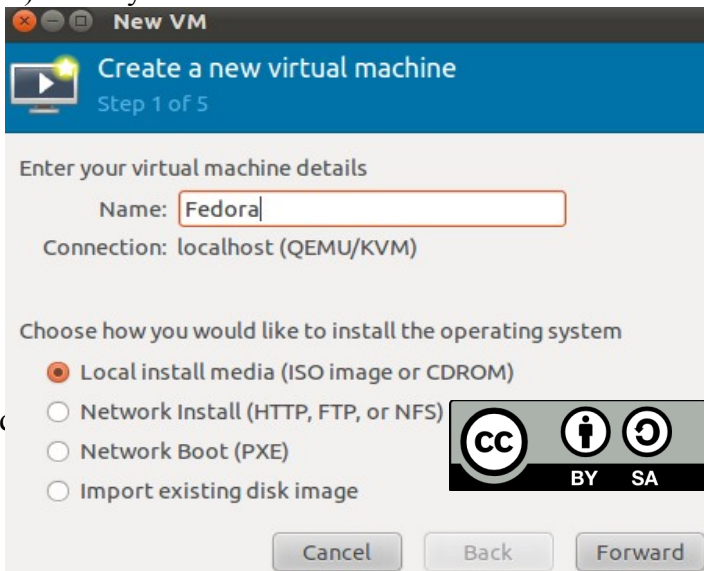 New VM
Create a new virtual machine
Step 1 of 5
Enter your virtual machine details
Name: Fedora
Connection: localhost (QEMU/KVM)
Choose how you would like to install the operating system
Local install media (ISO image or CDROM)
Network Install (HTTP, FTP, or NFS)
Network Boot (PXE)
Import existing disk image
cc BY SA
Cancel Back Forward